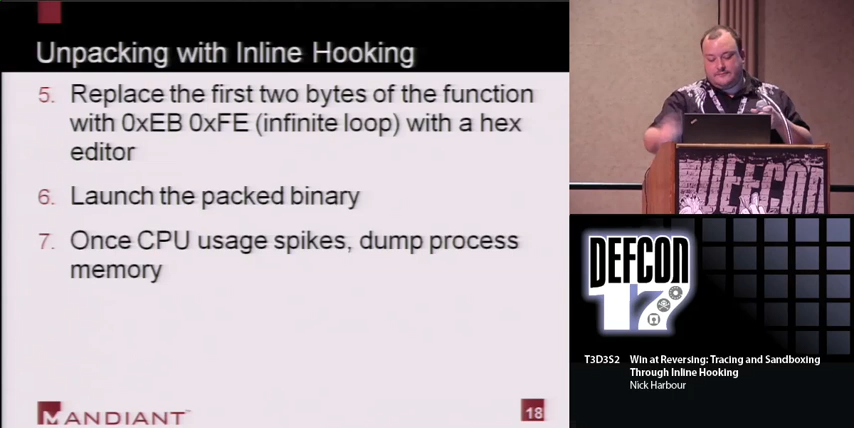 Unpacking with Inline Hooking
5. Replace the first two bytes of the function
with 0xEB 0xFE (infinite loop) with a hex
editor
6. Launch the packed binary
7. Once CPU usage spikes, dump process
memory
MANDIANT
18
DEFCON
DEFCON
17
T3D3S2 Win at Reversing: Tracing and Sandboxing
Through Inline Hooking
Nick Harbour